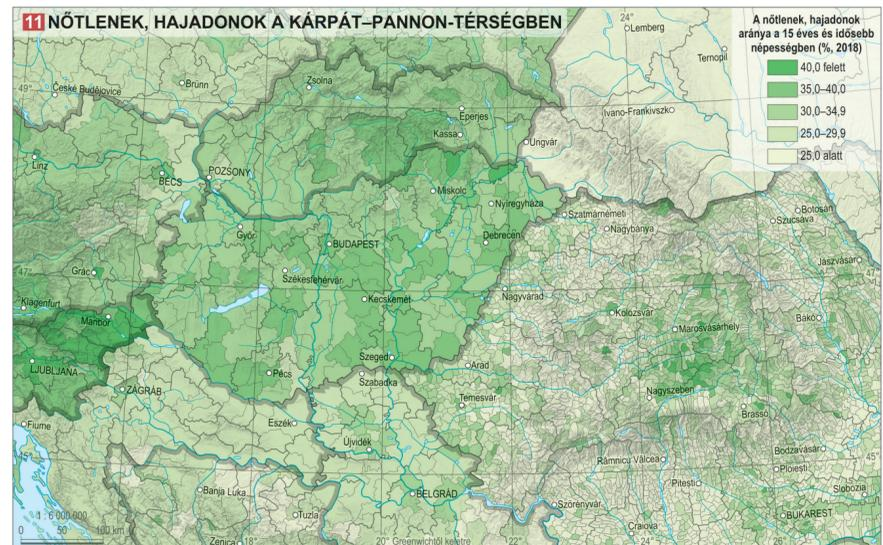 11 NŐTLENEK, HAJADONOK A KÁRPÁT–PANNON-TÉRSÉGBEN
A nőtlenek, hajadonok
aránya a 15 éves és idősebb
népességben (%, 2018)
40,0 felett
35,0–40,0
30,0–34,9
25,0–29,9
25,0 alatt
24°
Lemberg
Ternopil
Zsolna
Brünn
49°
České Budějovice
Ivano-Frankivszk
Eperjes
Kassa
Ungvár
Linz
BÉCS
POZSONY
Miskolc
Nyíregyháza
Szatmárnémeti
Botosán
Szucsáva
Győr
BUDAPEST
Debrecen
Nagybánya
Jászvásár
47°
Grác
Székesfehérvár
47°
Klagenfurt
Kecskemét
Nagyvárad
Kolozsvár
Bákó
Maribor
Marosvásárhely
LJUBLJANA
Szeged
Arad
Pécs
Szabadka
Nagyszeben
ZÁGRÁB
Temesvár
Brassó
Fiume
Eszék
Újvidék
Râmnicu Vâlcea
Bodzavásár
45°
45°
Ploiești
Banja Luka
BELGRÁD
Pitești
Slobozia
Szörényvár
1 : 6 000 000
Tuzla
BUKAREST
0 50 100 km
Craiova
Zenica
18°
20° Greenwichtől keletre
22°
24°
26°